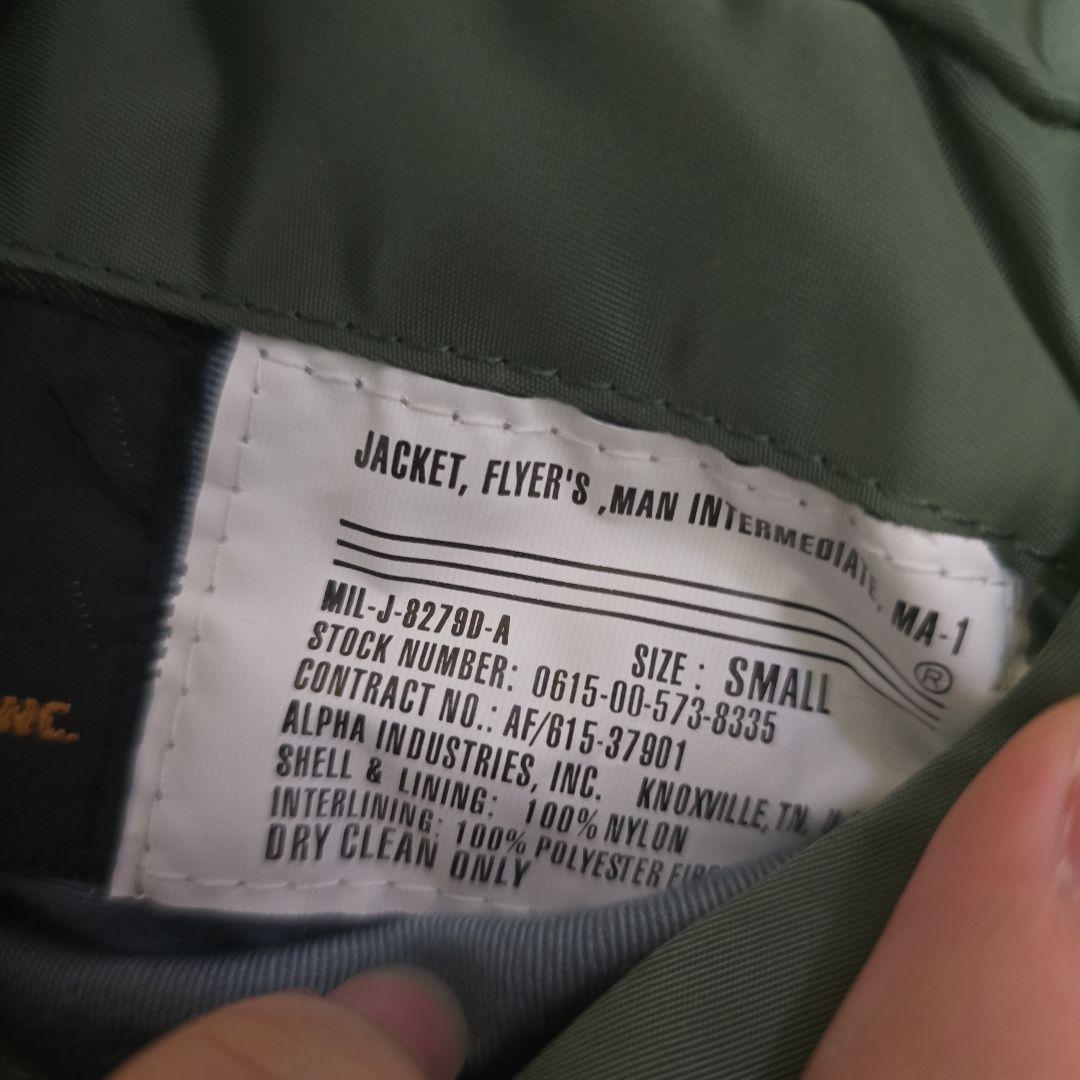 JACKET, FLYER'S ,MAN INTERMEDIATE, MA-1
®
MIL-J-8279D-A
SIZE : SMALL
STOCK NUMBER: 0615-00-573-8335
CONTRACT NO.: AF/615-37901
ALPHA INDUSTRIES, INC. KNOXVILLE, TN,
SHELL & LINING: 100% NYLON
INTERLINING: 100% POLYESTER
DRY CLEAN ONLY
INC.